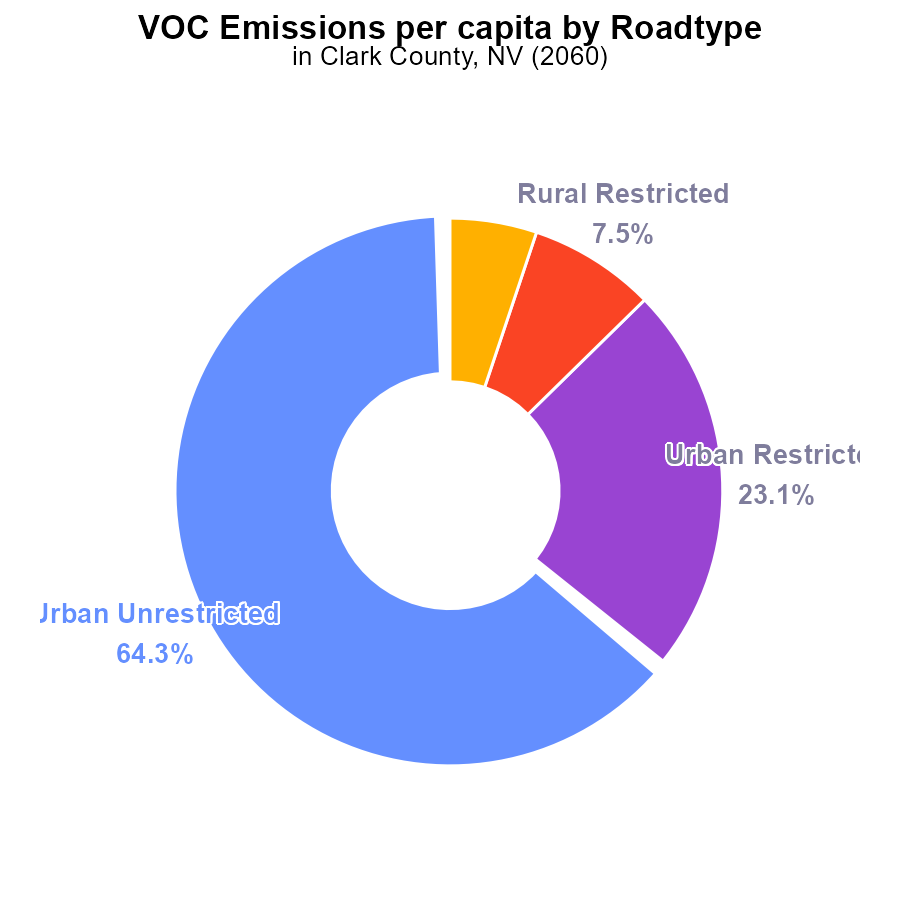 VOC Emissions per capita by Roadtype
in Clark County, NV (2060)
Rural Restricted
7.5%
Urban Restricte
23.1%
Urban Unrestricted
64.3%